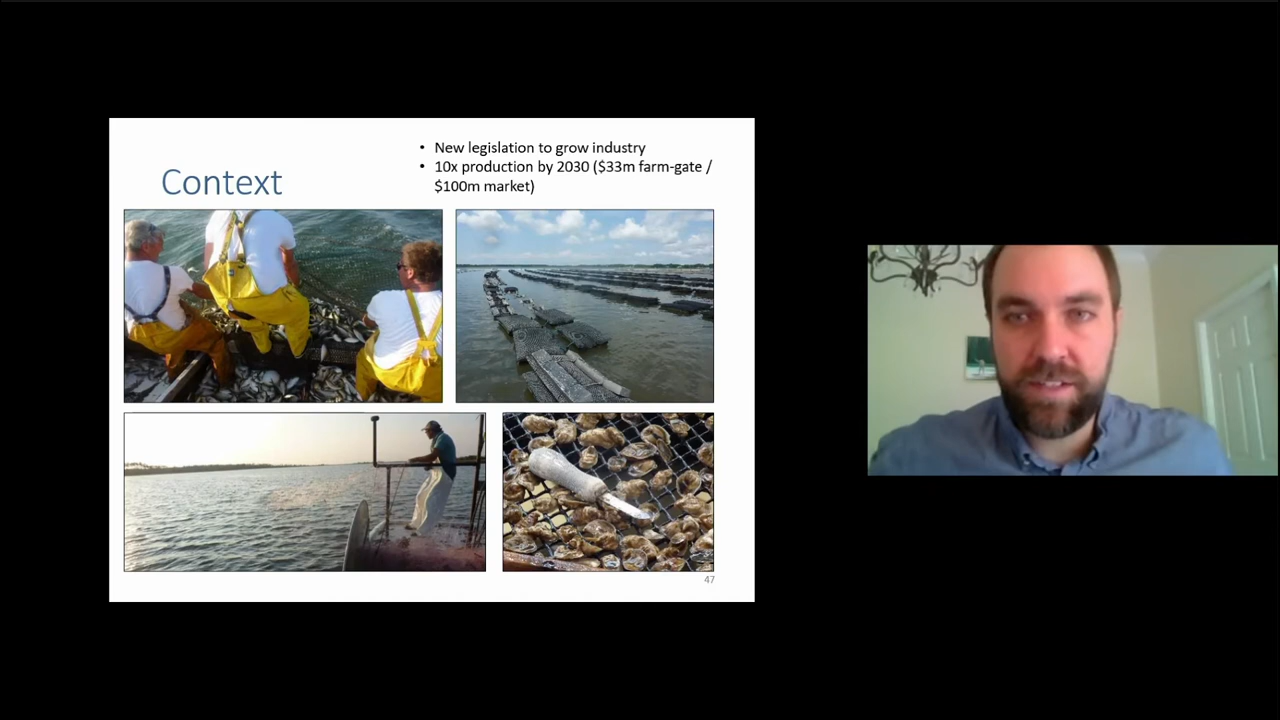 • New legislation to grow industry
• 10x production by 2030 ($33m farm-gate /
$100m market)
Context
47